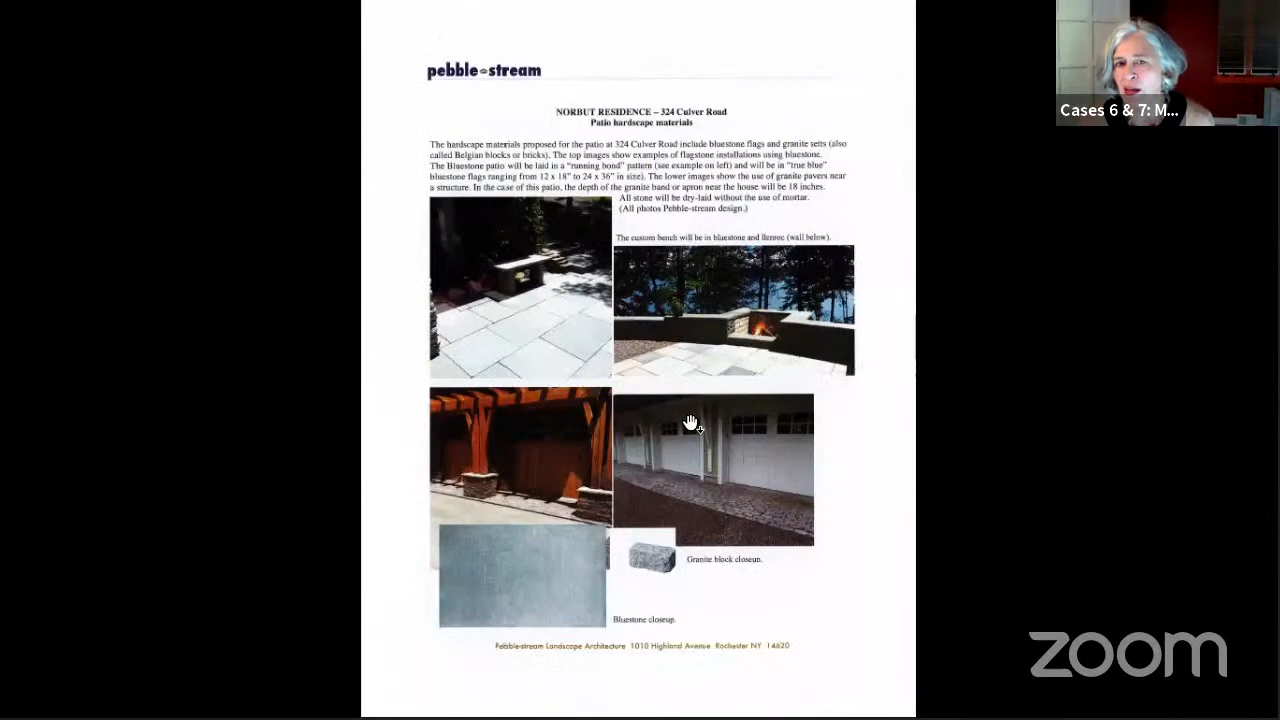 pebble-stream
NORBUT RESIDENCE – 324 Culver Road
Patio hardscape materials
The hardscape materials proposed for the patio at 324 Culver Road include bluestone flags and granite setts (also
called Belgian blocks or bricks). The top images show examples of flagstone installations using bluestone.
The Bluestone patio will be laid in a "running bond" pattern (see example on left) and will be in "true blue"
bluestone flags ranging from 12 x 18" to 24 x 36" in size). The lower images show the use of granite pavers near
a structure. In the case of this patio, the depth of the granite band or apron near the house will be 18 inches.
All stone will be dry-laid without the use of mortar.
(All photos Pebble-stream design.)
The custom bench will be in bluestone and llenroc (wall below).
Granite block closeup.
Bluestone closeup.
Pebble-stream Landscape Architecture 1010 Highland Avenue Rochester NY 14620
Cases 6 & 7: M...
zoom